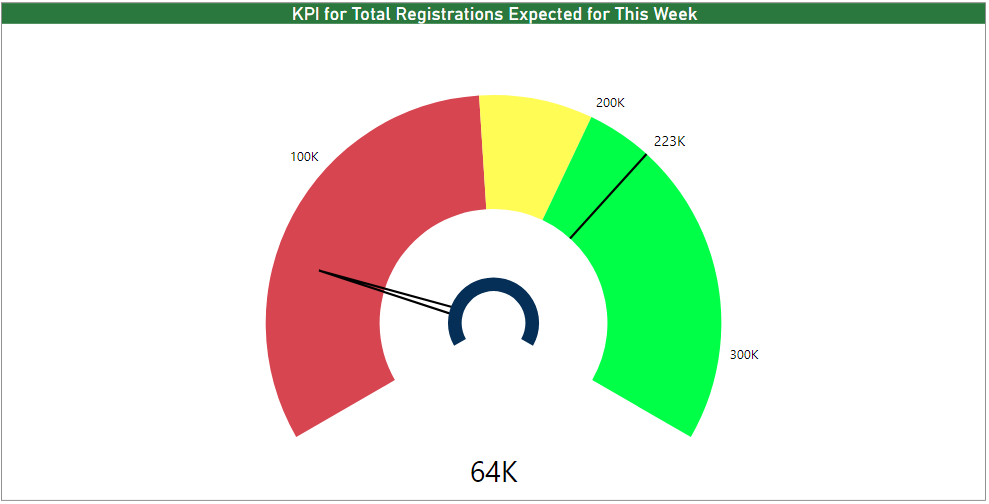 KPI for Total Registrations Expected for This Week
200K
223K
100K
300K
64K